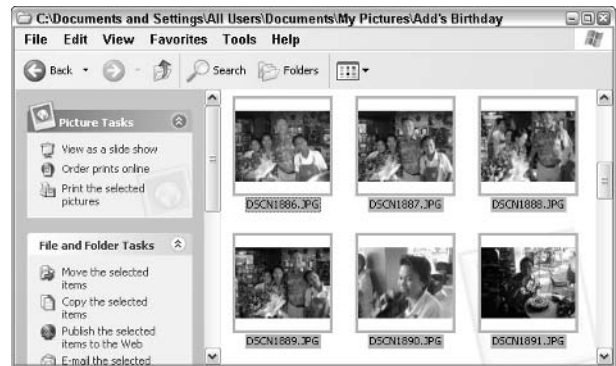 C:\Documents and Settings\All Users\Documents\My Pictures\Add's Birthday
File Edit View Favorites Tools Help
Back Search Folders
Picture Tasks
View as a slide show
Order prints online
Print the selected
pictures
File and Folder Tasks
Move the selected
items
Copy the selected
items
Publish the selected
items to the Web
E-mail the selected
DSCN1886.JPG DSCN1887.JPG DSCN1888.JPG
DSCN1889.JPG DSCN1890.JPG DSCN1891.JPG